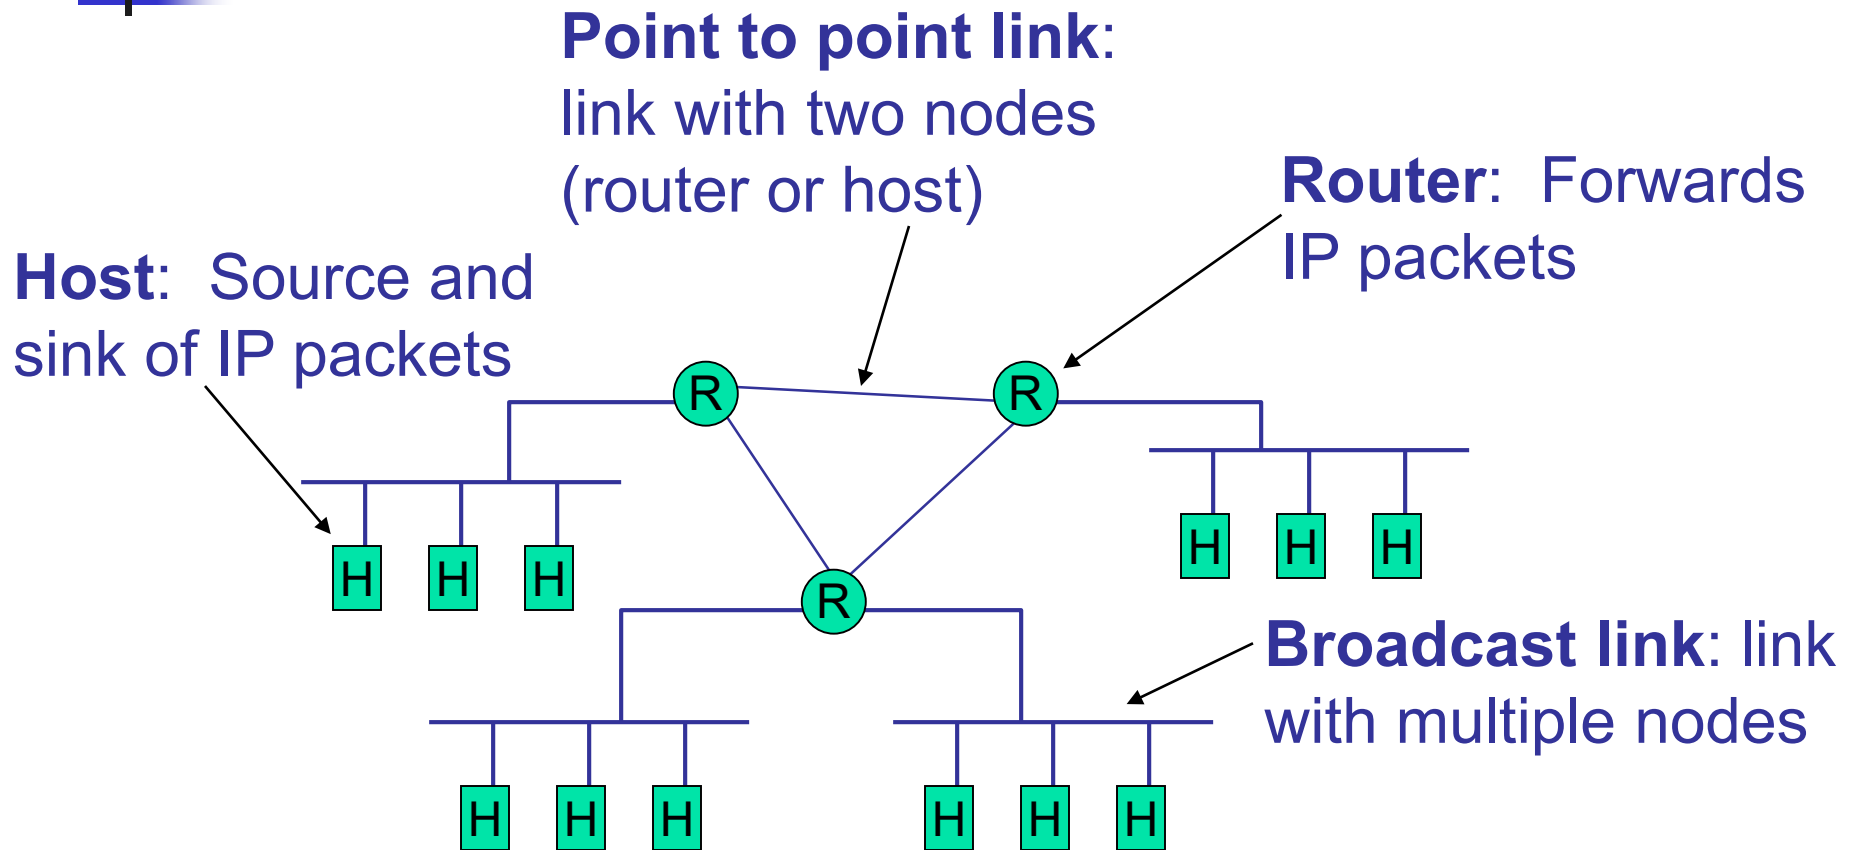 Point to point link:
link with two nodes
(router or host)
Router: Forwards
IP packets
Host: Source and
sink of IP packets
R R
H H H
H H H
R
Broadcast link: link
with multiple nodes
H H H H H H